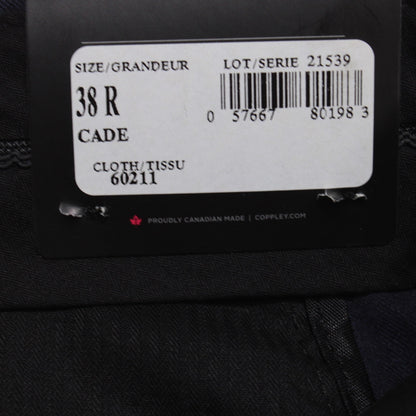 SIZE/GRANDEUR LOT/SERIE 21539
38 R
CADE
0 57667 80198 3
CLOTH/TISSU
60211
PROUDLY CANADIAN MADE | COPPLEY.COM